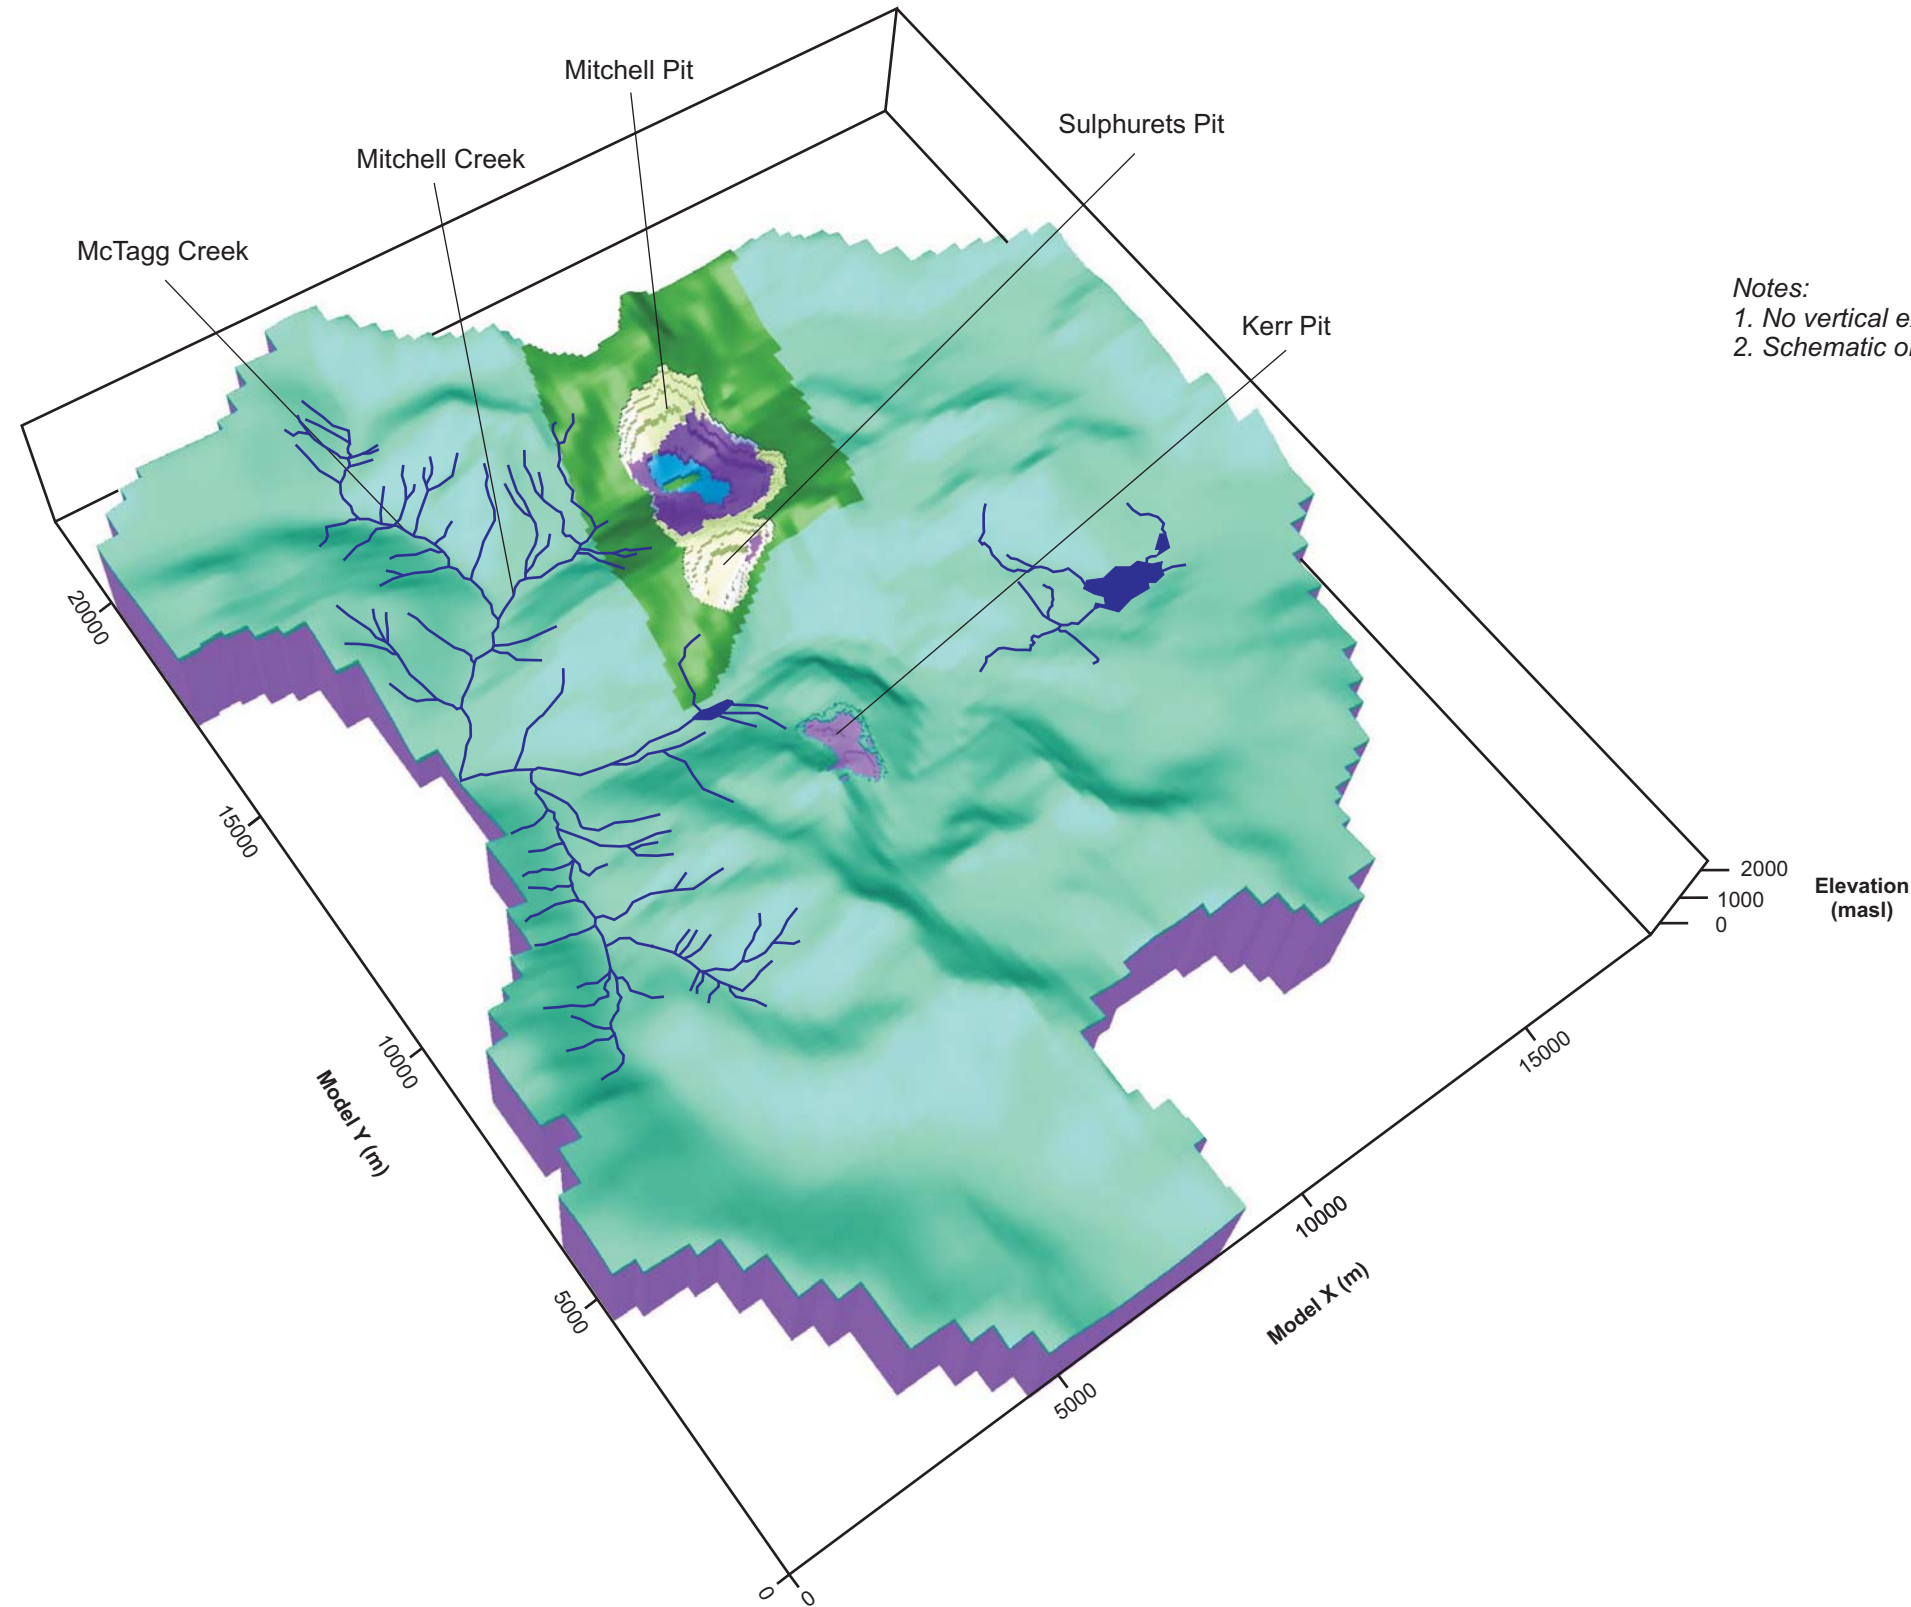 Mitchell Pit
Sulphurets Pit
Mitchell Creek
McTagg Creek
Kerr Pit
Notes:
1. No vertical
2. Schematic
20000
15000
10000
5000
0
Model Y (m)
0
5000
10000
15000
Model X (m)
2000
1000
0
Elevation
(masl)